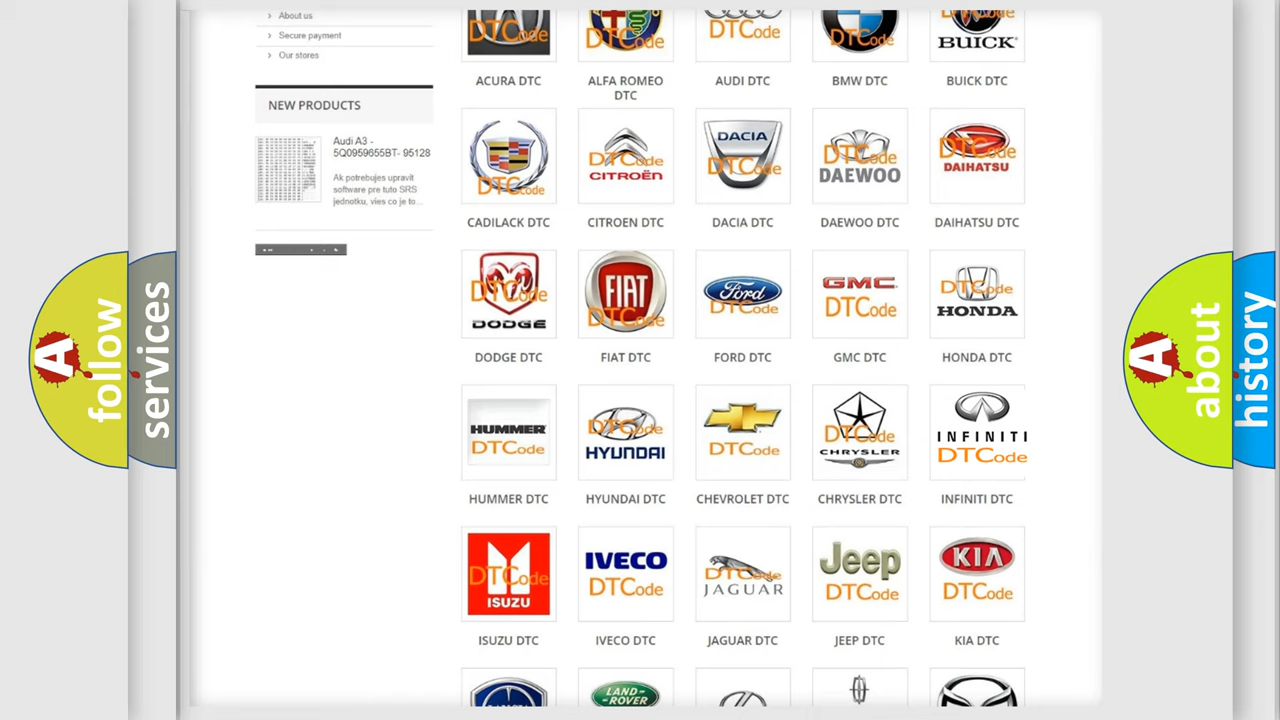 About us
Secure payment
Our stores
NEW PRODUCTS
Audi A3 -
5Q0959655BT- 95128
Ak potrebujes upravit
software pre tuto SRS
jednotku, vies co je to...
DTCode DTCode DTCode DTCode BUICK
ACURA DTC ALFA ROMEO DTC AUDI DTC BMW DTC BUICK DTC
DTCode
DTCode CITROËN
DACIA DTCode
DTCode DAEWOO
DTCode DAIHATSU
CADILACK DTC CITROEN DTC DACIA DTC DAEWOO DTC DAIHATSU DTC
DTCode DODGE
FIAT DTCode
Ford DTCode
GMC DTCode
DTCode HONDA
DODGE DTC FIAT DTC FORD DTC GMC DTC HONDA DTC
HUMMER DTCode
DTCode HYUNDAI
DTCode
DTCode CHRYSLER
INFINITI DTCode
HUMMER DTC HYUNDAI DTC CHEVROLET DTC CHRYSLER DTC INFINITI DTC
DTCode ISUZU
IVECO DTCode
DTCode JAGUAR
Jeep DTCode
KIA DTCode
ISUZU DTC IVECO DTC JAGUAR DTC JEEP DTC KIA DTC
LAND-
ROVER
A follow
services
A about
history